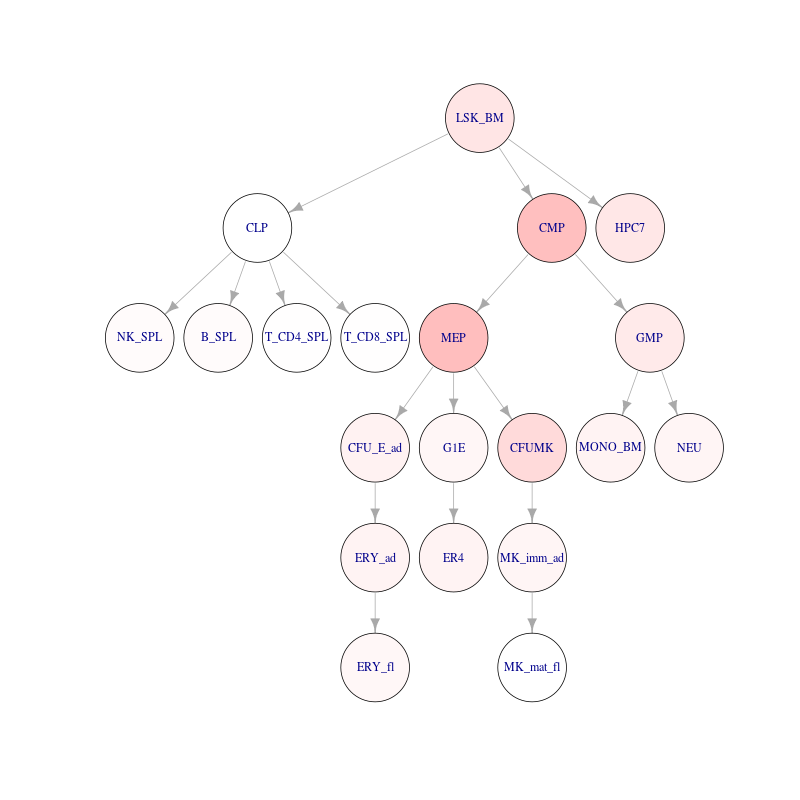 LSK_BM
CLP
CMP
HPC7
NK_SPL
B_SPL
T_CD4_SPL
T_CD8_SPL
MEP
GMP
CFU_E_ad
G1E
CFUMK
MONO_BM
NEU
ERY_ad
ER4
MK_imm_ad
ERY_fl
MK_mat_fl